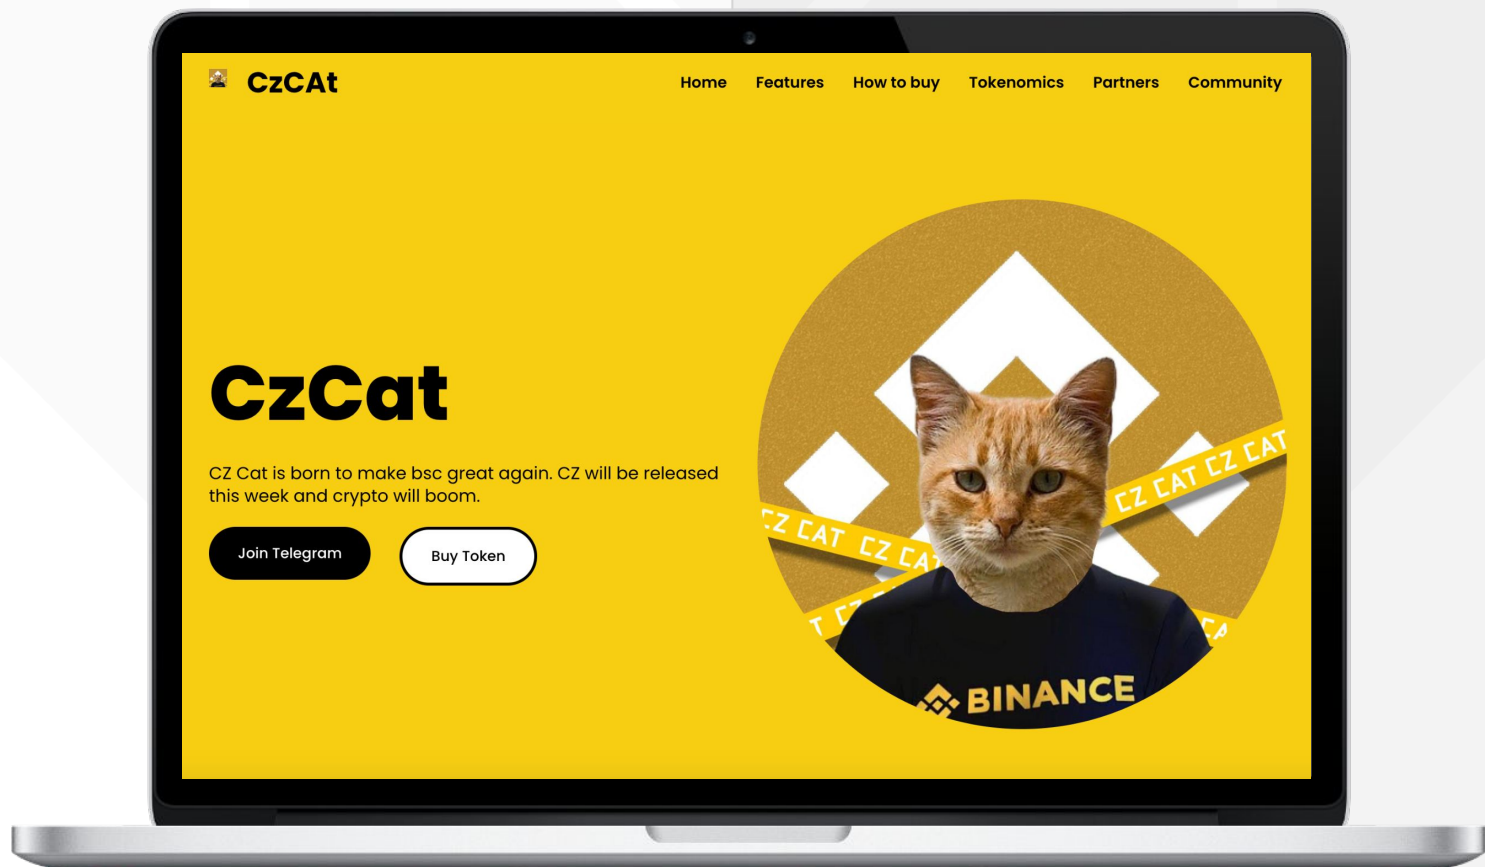 CzCAt
Home Features How to buy Tokenomics Partners Community
CzCat
CZ Cat is born to make bsc great again. CZ will be released
this week and crypto will boom.
Join Telegram
Buy Token
CZ CAT CZ CAT
CZ CAT CZ CAT
BINANCE